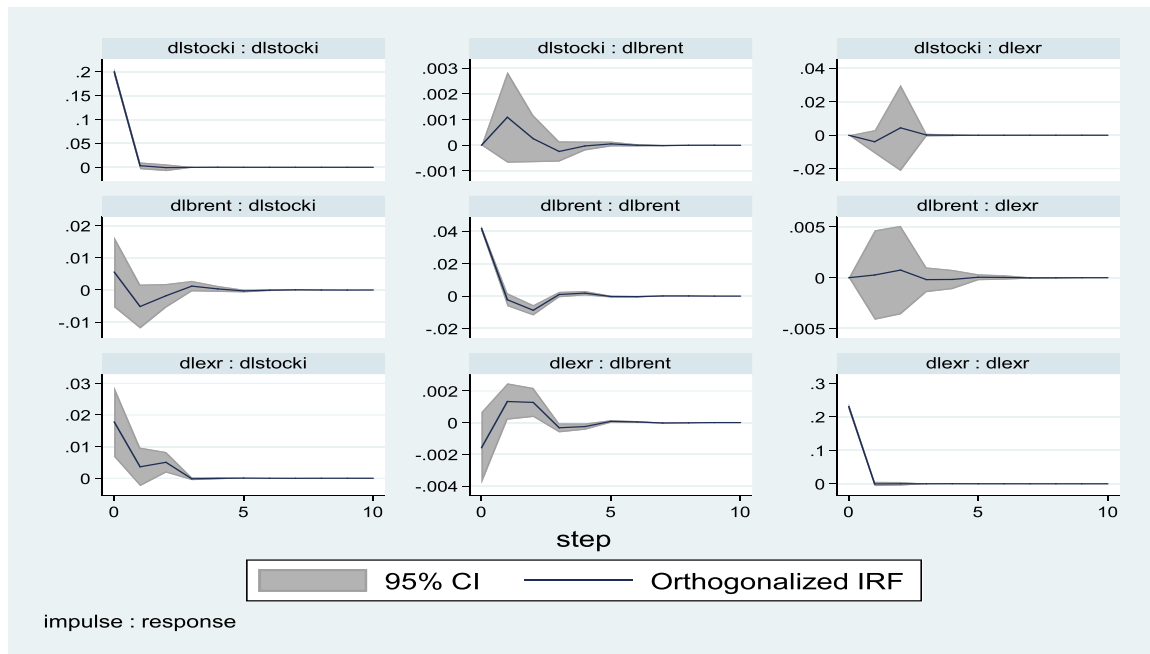 dlstocki : dlstocki
dlstocki : dlbrent
dlstocki : dlexr
.2
.15
.1
.05
0
.003
.002
.001
0
-.001
.04
.02
0
-.02
dlbrent : dlstocki
dlbrent : dlbrent
dlbrent : dlexr
.02
.01
0
-.01
.04
.02
0
-.02
.005
0
-.005
dlexr : dlstocki
dlexr : dlbrent
dlexr : dlexr
.03
.02
.01
0
.002
0
-.002
-.004
.3
.2
.1
0
0 5 10
0 5 10
0 5 10
step
95% CI Orthogonalized IRF
impulse : response